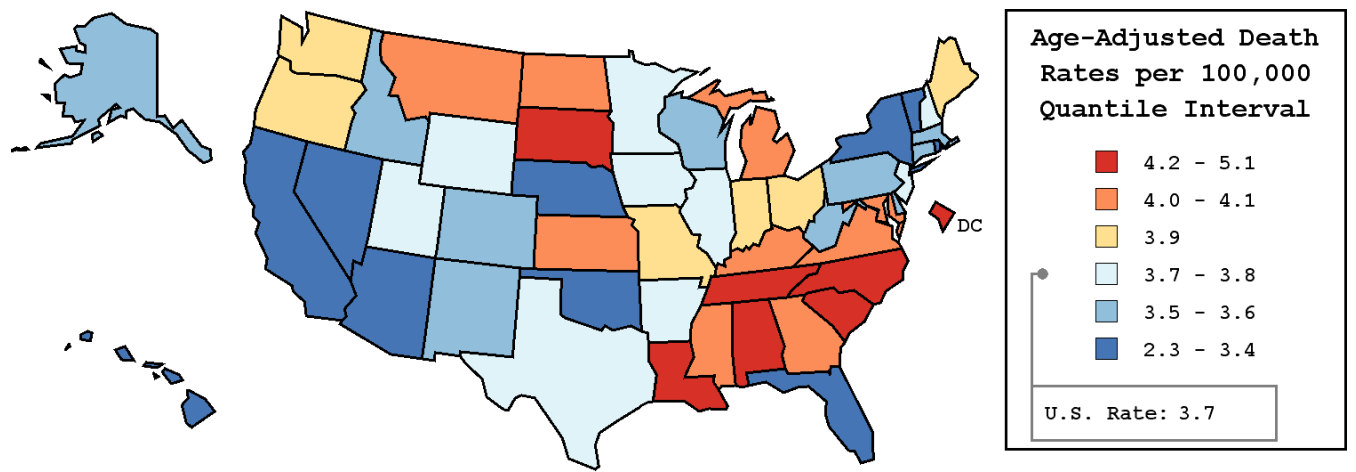 Age-Adjusted Death
Rates per 100,000
Quantile Interval
4.2 - 5.1
4.0 - 4.1
3.9
3.7 - 3.8
3.5 - 3.6
2.3 - 3.4
U.S. Rate: 3.7
DC